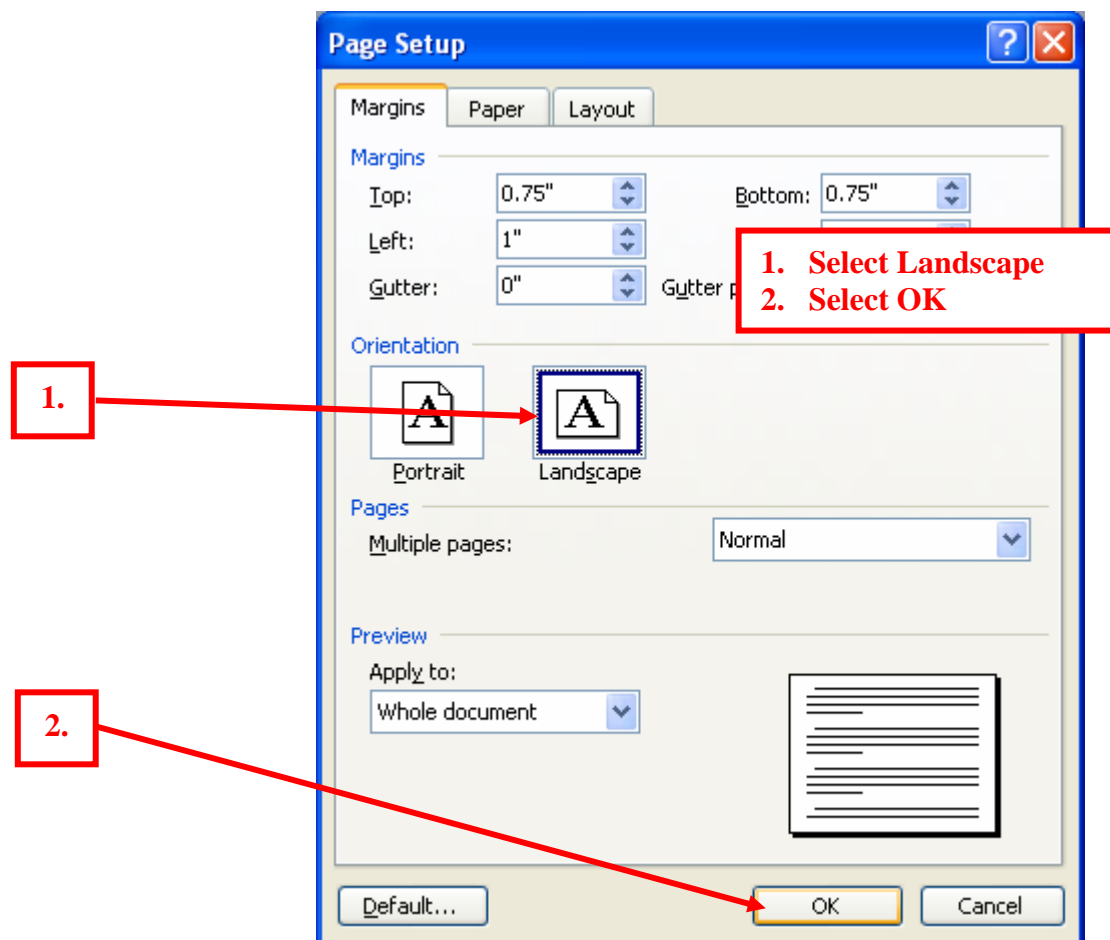 Page Setup
Margins Paper Layout
Margins
Top: 0.75" Bottom: 0.75"
Left: 1"
Gutter: 0" Gutter p
1. Select Landscape
2. Select OK
Orientation
1.
A A
Portrait Landscape
Pages
Multiple pages: Normal
Preview
Apply to:
Whole document
2.
Default... OK Cancel